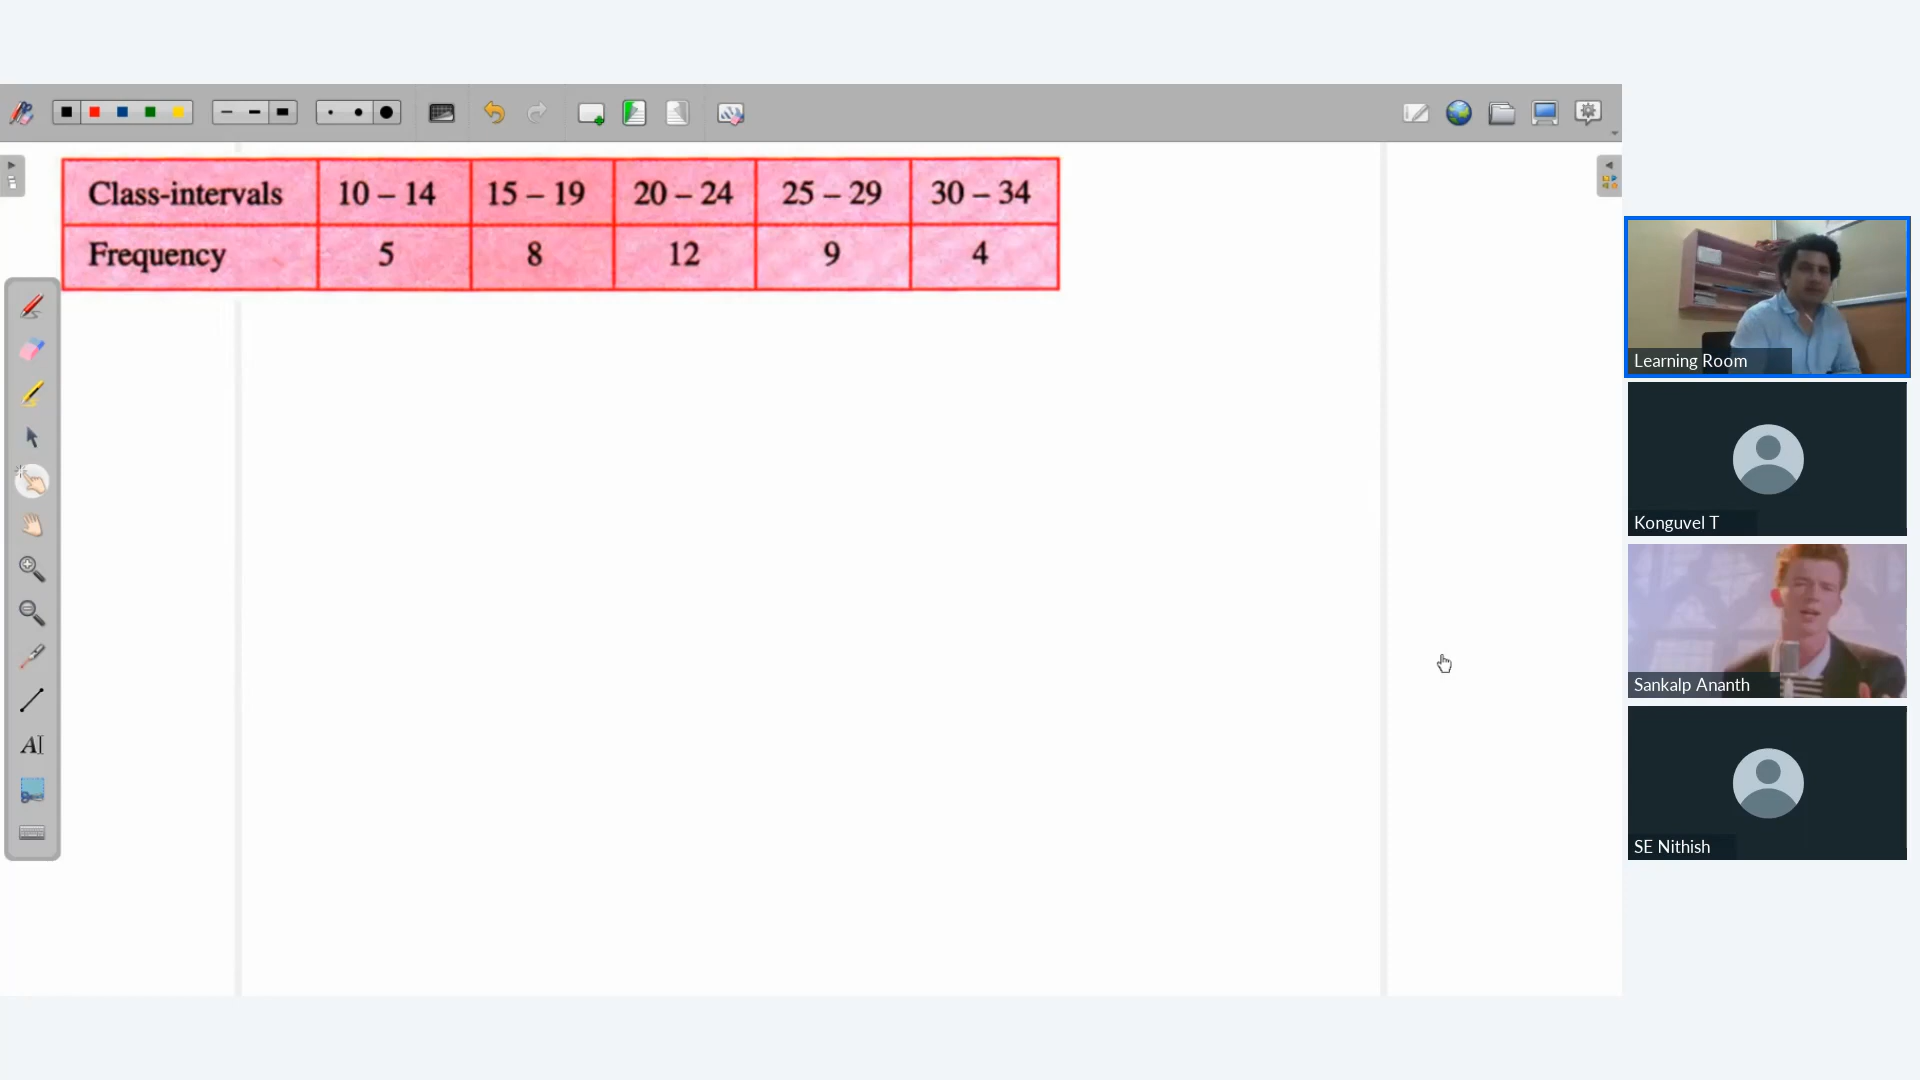 Class-intervals 10 – 14 15 – 19 20 – 24 25 – 29 30 – 34
Frequency 5 8 12 9 4
AI
Learning Room
Konguvel T
Sankalp Ananth
SE Nithish